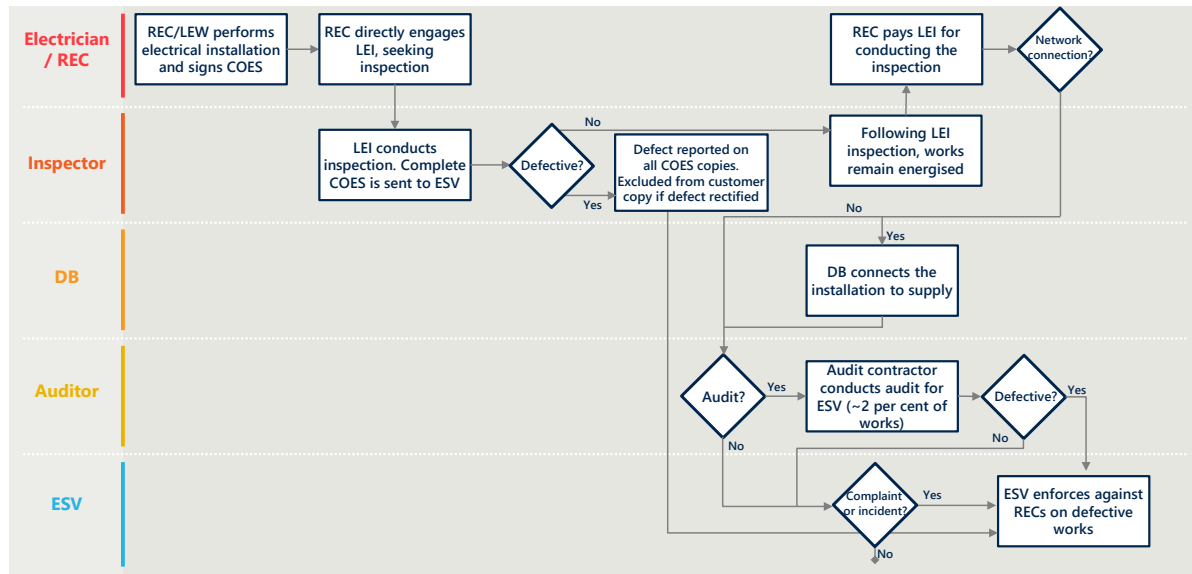 Electrician
/ REC
REC/LEW performs
electrical installation
and signs COES
REC directly engages
LEI, seeking
inspection
REC pays LEI for
conducting the
inspection
Network
connection?
Inspector
LEI conducts
inspection. Complete
COES is sent to ESV
Defective?
No
Yes
Defect reported on
all COES copies.
Excluded from customer
copy if defect rectified
Following LEI
inspection, works
remain energised
No
Yes
DB
DB connects the
installation to supply
Auditor
Audit?
Yes
No
Audit contractor
conducts audit for
ESV (~2 per cent of
works)
Defective?
Yes
No
ESV
Complaint
or incident?
Yes
No
ESV enforces against
RECs on defective
works